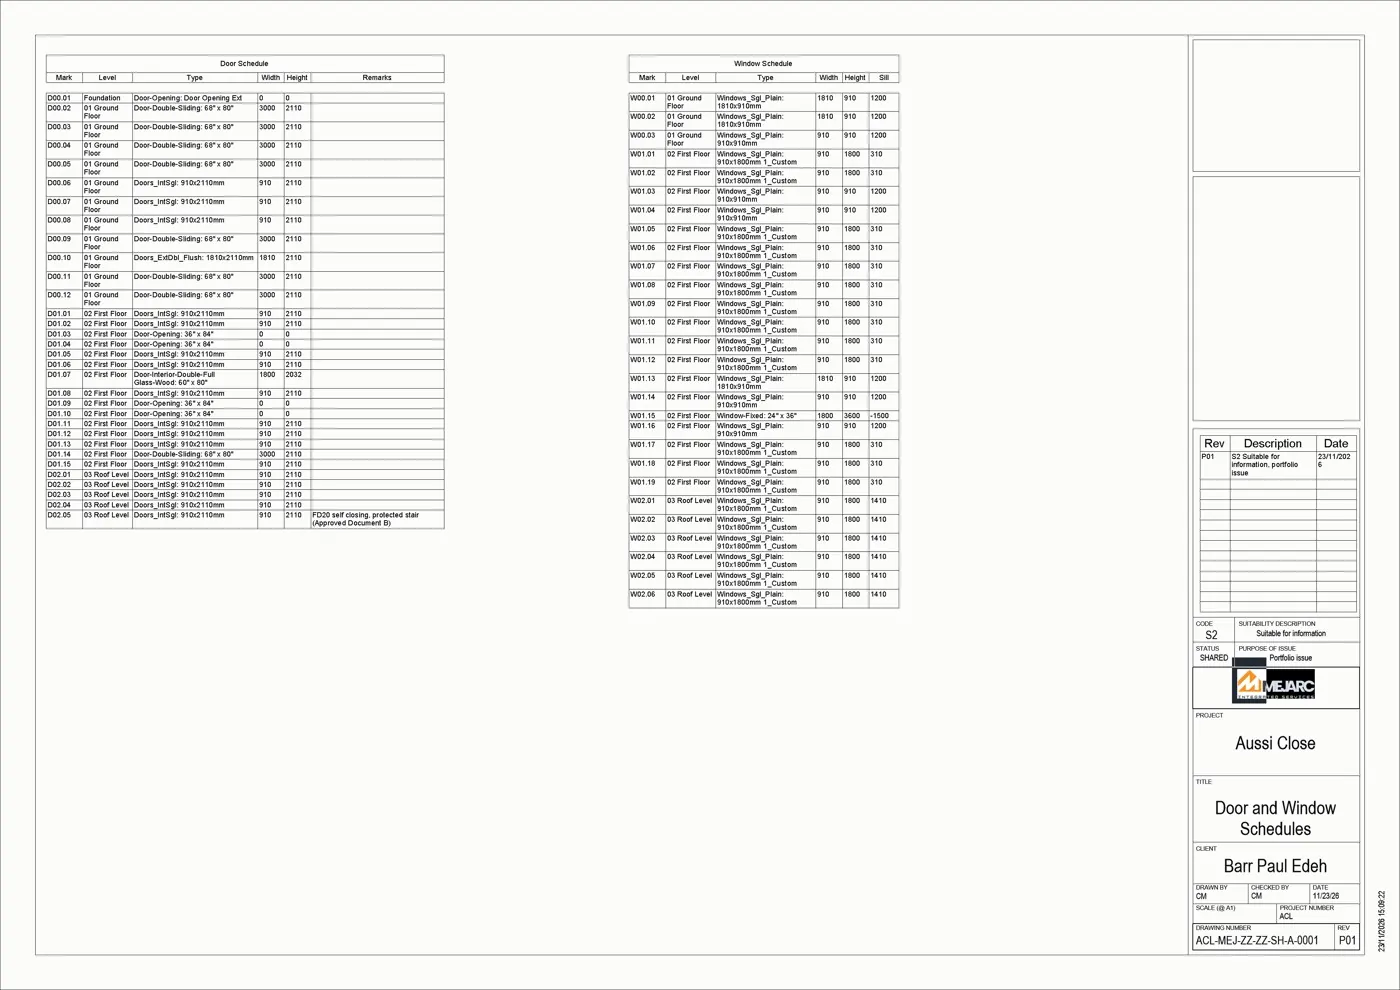 Door Schedule
Mark Level Type Width Height Remarks
D00.01 Foundation Door-Opening: Door Opening Ext 0 0
D00.02 01 Ground Floor Door-Double-Sliding: 68" x 80" 3000 2110
D00.03 01 Ground Floor Door-Double-Sliding: 68" x 80" 3000 2110
D00.04 01 Ground Floor Door-Double-Sliding: 68" x 80" 3000 2110
D00.05 01 Ground Floor Door-Double-Sliding: 68" x 80" 3000 2110
D00.06 01 Ground Floor Doors_IntSgl: 910x2110mm 910 2110
D00.07 01 Ground Floor Doors_IntSgl: 910x2110mm 910 2110
D00.08 01 Ground Floor Doors_IntSgl: 910x2110mm 910 2110
D00.09 01 Ground Floor Door-Double-Sliding: 68" x 80" 3000 2110
D00.10 01 Ground Floor Doors_ExtDbl_Flush: 1810x2110mm 1810 2110
D00.11 01 Ground Floor Door-Double-Sliding: 68" x 80" 3000 2110
D00.12 01 Ground Floor Door-Double-Sliding: 68" x 80" 3000 2110
D01.01 02 First Floor Doors_IntSgl: 910x2110mm 910 2110
D01.02 02 First Floor Doors_IntSgl: 910x2110mm 910 2110
D01.03 02 First Floor Door-Opening: 36" x 84" 0 0
D01.04 02 First Floor Door-Opening: 36" x 84" 0 0
D01.05 02 First Floor Doors_IntSgl: 910x2110mm 910 2110
D01.06 02 First Floor Doors_IntSgl: 910x2110mm 910 2110
D01.07 02 First Floor Door-Interior-Double-Full Glass-Wood: 60" x 80" 1800 2032
D01.08 02 First Floor Doors_IntSgl: 910x2110mm 910 2110
D01.09 02 First Floor Door-Opening: 36" x 84" 0 0
D01.10 02 First Floor Door-Opening: 36" x 84" 0 0
D01.11 02 First Floor Doors_IntSgl: 910x2110mm 910 2110
D01.12 02 First Floor Doors_IntSgl: 910x2110mm 910 2110
D01.13 02 First Floor Doors_IntSgl: 910x2110mm 910 2110
D01.14 02 First Floor Door-Double-Sliding: 68" x 80" 3000 2110
D01.15 02 First Floor Doors_IntSgl: 910x2110mm 910 2110
D02.01 03 Roof Level Doors_IntSgl: 910x2110mm 910 2110
D02.02 03 Roof Level Doors_IntSgl: 910x2110mm 910 2110
D02.03 03 Roof Level Doors_IntSgl: 910x2110mm 910 2110
D02.04 03 Roof Level Doors_IntSgl: 910x2110mm 910 2110
D02.05 03 Roof Level Doors_IntSgl: 910x2110mm 910 2110 FD20 self closing, protected stair (Approved Document B)
Window Schedule
Mark Level Type Width Height Sill
W00.01 01 Ground Floor Windows_Sgl_Plain: 1810x910mm 1810 910 1200
W00.02 01 Ground Floor Windows_Sgl_Plain: 1810x910mm 1810 910 1200
W00.03 01 Ground Floor Windows_Sgl_Plain: 910x910mm 910 910 1200
W01.01 02 First Floor Windows_Sgl_Plain: 910x1800mm 1_Custom 910 1800 310
W01.02 02 First Floor Windows_Sgl_Plain: 910x1800mm 1_Custom 910 1800 310
W01.03 02 First Floor Windows_Sgl_Plain: 910x910mm 910 910 1200
W01.04 02 First Floor Windows_Sgl_Plain: 910x910mm 910 910 1200
W01.05 02 First Floor Windows_Sgl_Plain: 910x1800mm 1_Custom 910 1800 310
W01.06 02 First Floor Windows_Sgl_Plain: 910x1800mm 1_Custom 910 1800 310
W01.07 02 First Floor Windows_Sgl_Plain: 910x1800mm 1_Custom 910 1800 310
W01.08 02 First Floor Windows_Sgl_Plain: 910x1800mm 1_Custom 910 1800 310
W01.09 02 First Floor Windows_Sgl_Plain: 910x1800mm 1_Custom 910 1800 310
W01.10 02 First Floor Windows_Sgl_Plain: 910x1800mm 1_Custom 910 1800 310
W01.11 02 First Floor Windows_Sgl_Plain: 910x1800mm 1_Custom 910 1800 310
W01.12 02 First Floor Windows_Sgl_Plain: 910x1800mm 1_Custom 910 1800 310
W01.13 02 First Floor Windows_Sgl_Plain: 1810x910mm 1810 910 1200
W01.14 02 First Floor Windows_Sgl_Plain: 910x910mm 910 910 1200
W01.15 02 First Floor Window-Fixed: 24" x 36" 1800 3600 -1500
W01.16 02 First Floor Windows_Sgl_Plain: 910x910mm 910 910 1200
W01.17 02 First Floor Windows_Sgl_Plain: 910x1800mm 1_Custom 910 1800 310
W01.18 02 First Floor Windows_Sgl_Plain: 910x1800mm 1_Custom 910 1800 310
W01.19 02 First Floor Windows_Sgl_Plain: 910x1800mm 1_Custom 910 1800 310
W02.01 03 Roof Level Windows_Sgl_Plain: 910x1800mm 1_Custom 910 1800 1410
W02.02 03 Roof Level Windows_Sgl_Plain: 910x1800mm 1_Custom 910 1800 1410
W02.03 03 Roof Level Windows_Sgl_Plain: 910x1800mm 1_Custom 910 1800 1410
W02.04 03 Roof Level Windows_Sgl_Plain: 910x1800mm 1_Custom 910 1800 1410
W02.05 03 Roof Level Windows_Sgl_Plain: 910x1800mm 1_Custom 910 1800 1410
W02.06 03 Roof Level Windows_Sgl_Plain: 910x1800mm 1_Custom 910 1800 1410
Rev Description Date
P01 S2 Suitable for information, portfolio issue 23/11/2026
CODE SUITABILITY DESCRIPTION
S2 Suitable for information
STATUS PURPOSE OF ISSUE
SHARED Portfolio issue
MEJARC
INTEGRATED SERVICES
PROJECT
Aussi Close
TITLE
Door and Window
Schedules
CLIENT
Barr Paul Edeh
DRAWN BY CHECKED BY DATE
CM CM 11/23/26
SCALE (@ A1) PROJECT NUMBER
ACL
DRAWING NUMBER REV
ACL-MEJ-ZZ-ZZ-SH-A-0001 P01
23/11/2026 15:09:22